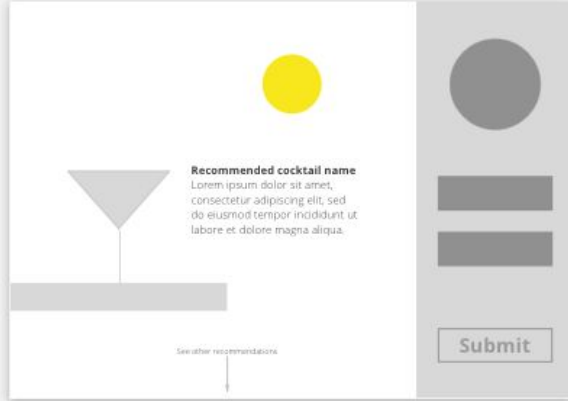 Recommended cocktail name
Lorem ipsum dolor sit amet,
consectetur adipiscing elit, sed
do eiusmod tempor incididunt ut
labore et dolore magna aliqua.
See other recommendations
Submit